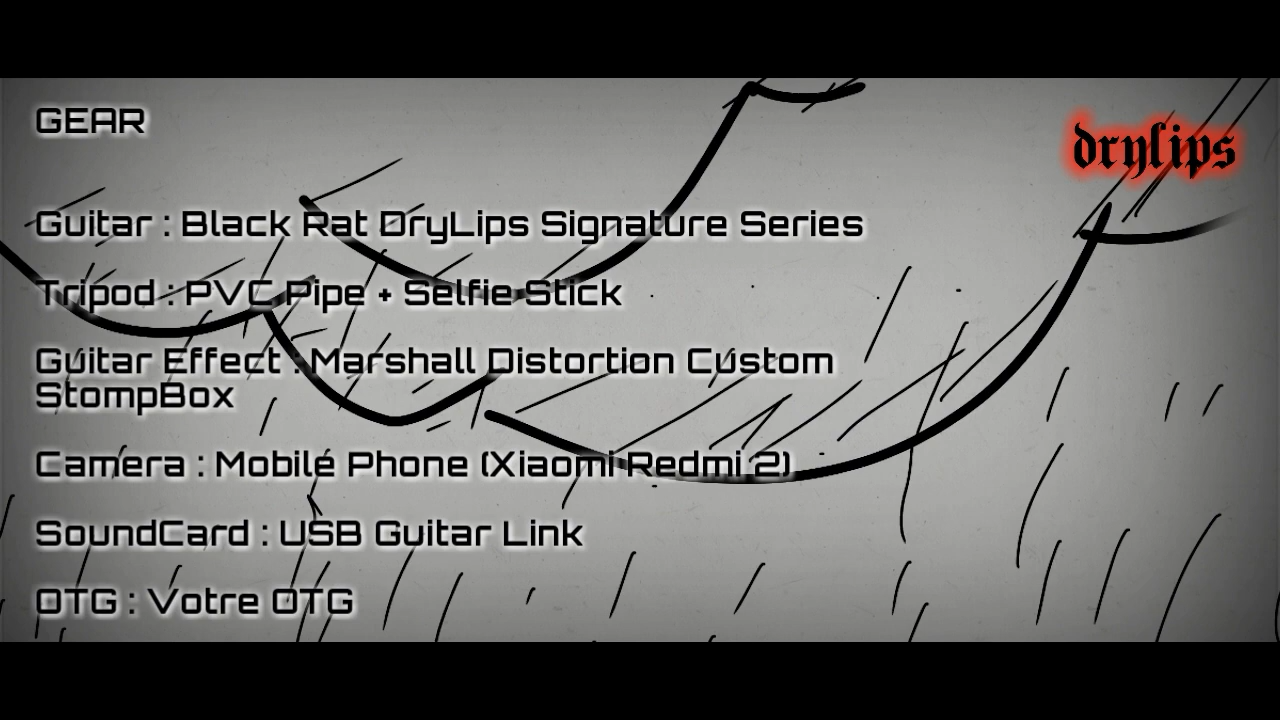 GEAR
drylips
Guitar : Black Rat DryLips Signature Series
Tripod : PVC Pipe + Selfie Stick
Guitar Effect : Marshall Distortion Custom
StompBox
Camera : Mobile Phone (Xiaomi Redmi 2)
SoundCard : USB Guitar Link
OTG : Votre OTG